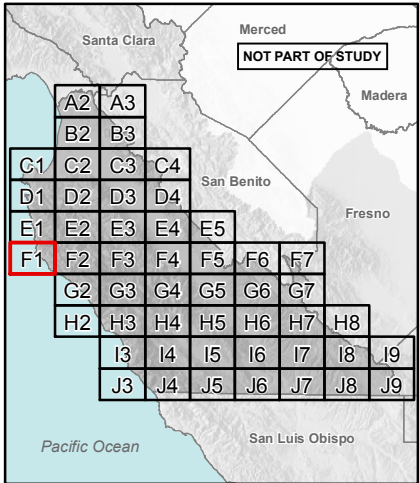 Merced
Santa Clara
NOT PART OF STUDY
Madera
A2 A3
B2 B3
C1 C2 C3 C4
San Benito
D1 D2 D3 D4
Fresno
E1 E2 E3 E4 E5
F1 F2 F3 F4 F5 F6 F7
G2 G3 G4 G5 G6 G7
H2 H3 H4 H5 H6 H7 H8
I3 I4 I5 I6 I7 I8 I9
J3 J4 J5 J6 J7 J8 J9
Pacific Ocean
San Luis Obispo